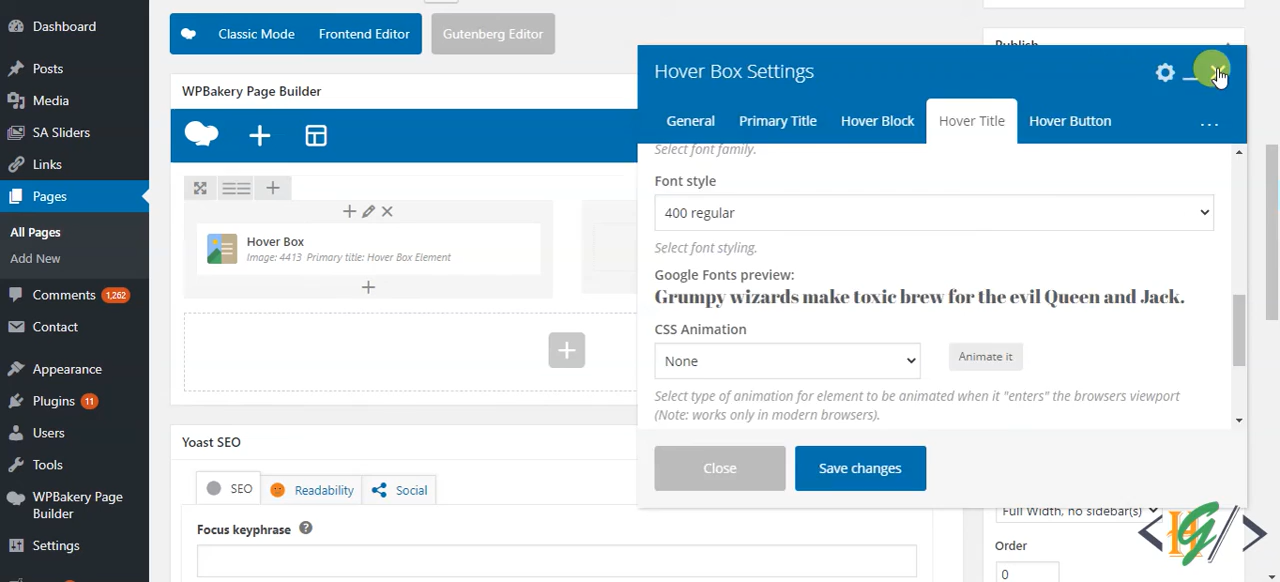 Dashboard
Posts
Media
SA Sliders
Links
Pages
All Pages
Add New
Comments 1,262
Contact
Appearance
Plugins 11
Users
Tools
WPBakery Page
Builder
Settings
Classic Mode
Frontend Editor
Gutenberg Editor
WPBakery Page Builder
Hover Box
Image: 4413 Primary title: Hover Box Element
Yoast SEO
SEO
Readability
Social
Focus keyphrase
Publish
Hover Box Settings
General
Primary Title
Hover Block
Hover Title
Hover Button
...
Select font family.
Font style
400 regular
Select font styling.
Google Fonts preview:
Grumpy wizards make toxic brew for the evil Queen and Jack.
CSS Animation
None
Animate it
Select type of animation for element to be animated when it "enters" the browsers viewport
(Note: works only in modern browsers).
Close
Save changes
Full Width, no sidebar(s)
Order
0